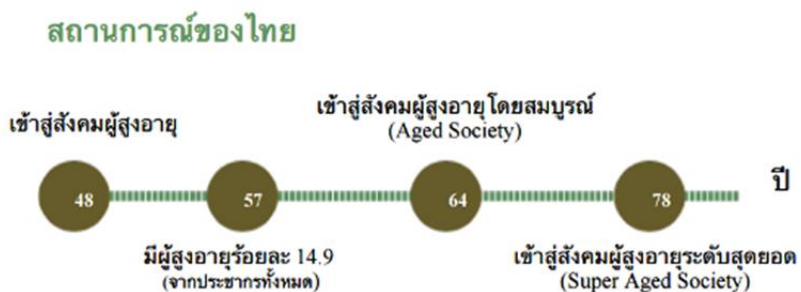 สถานการณ์ของไทย
เข้าสู่สังคมผู้สูงอายุ
เข้าสู่สังคมผู้สูงอายุโดยสมบูรณ์
(Aged Society)
48
57
64
78
ปี
มีผู้สูงอายุร้อยละ 14.9
(จากประชากรทั้งหมด)
เข้าสู่สังคมผู้สูงอายุระดับสุดยอด
(Super Aged Society)